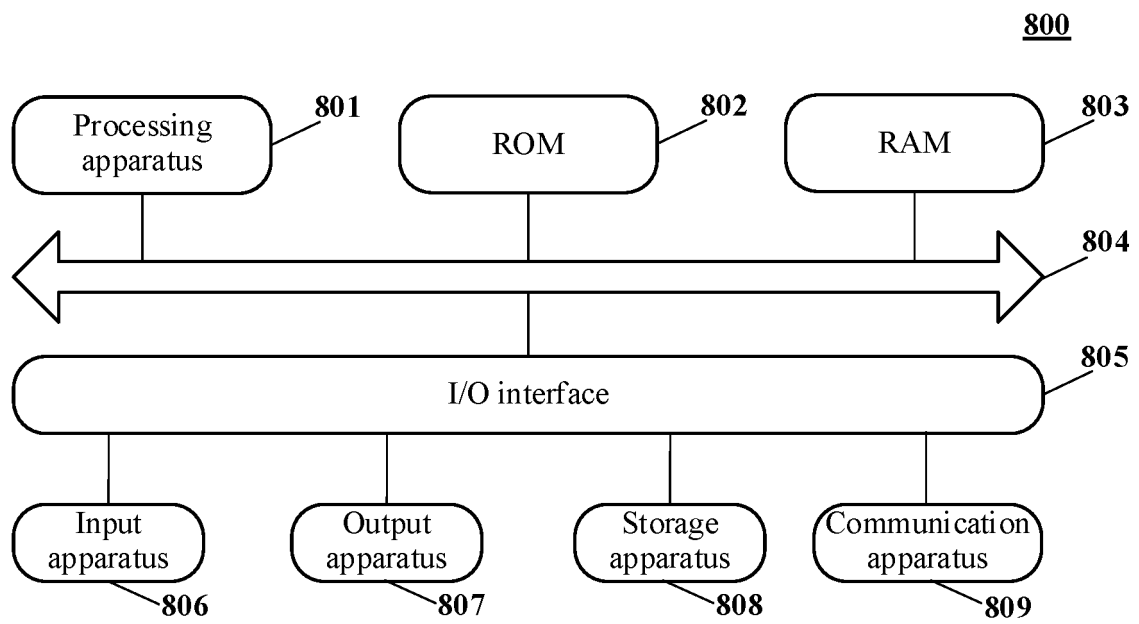 800
Processing
apparatus
801
ROM
802
RAM
803
804
I/O interface
805
Input
apparatus
806
Output
apparatus
807
Storage
apparatus
808
Communication
apparatus
809